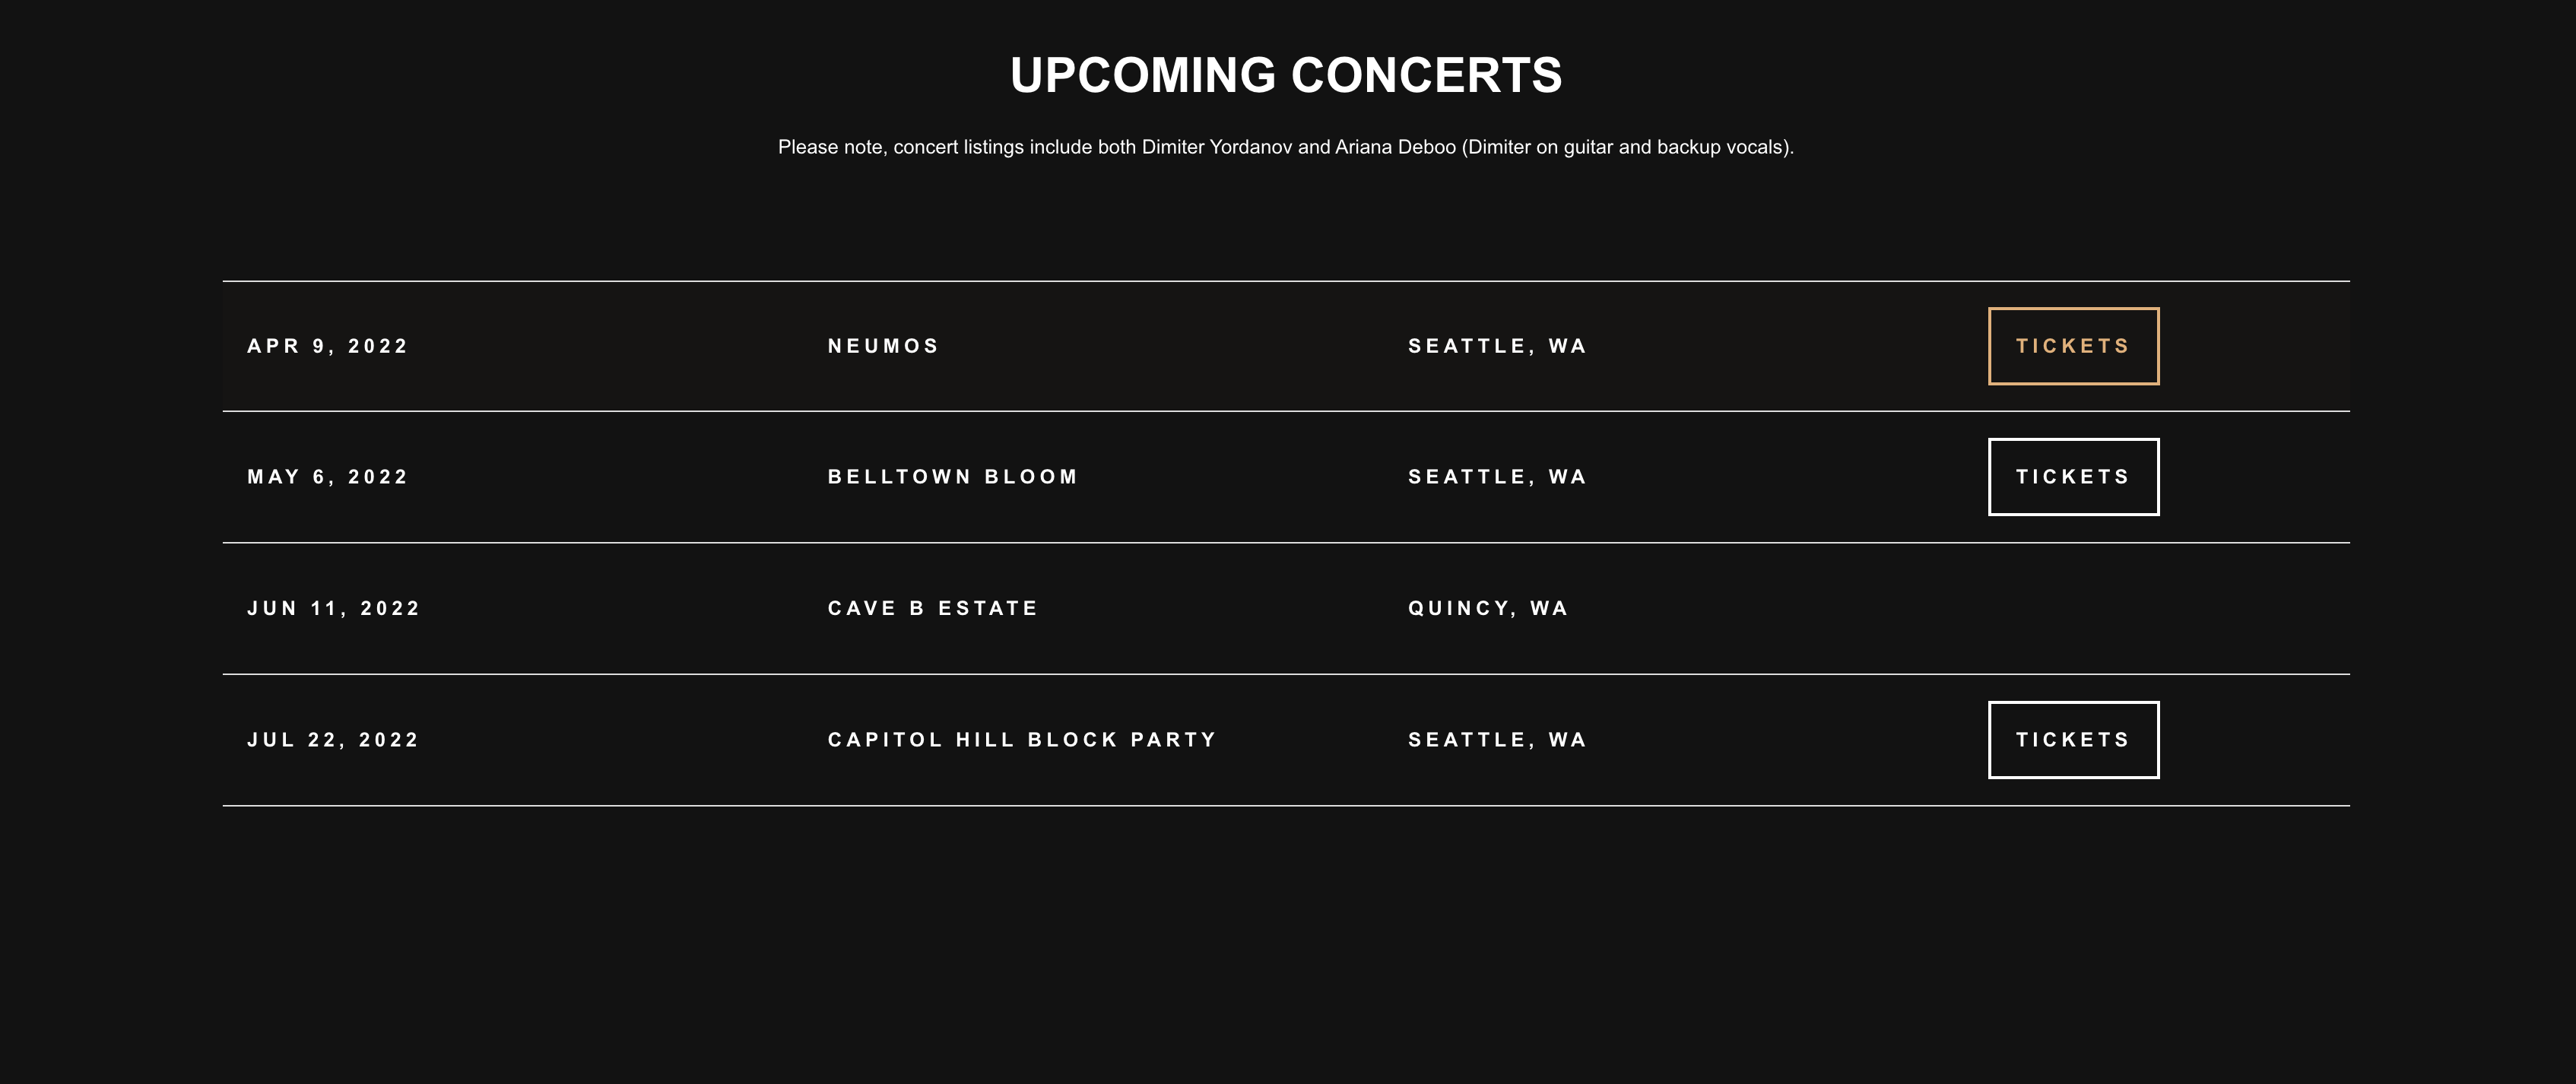 UPCOMING CONCERTS
Please note, concert listings include both Dimiter Yordanov and Ariana Deboo (Dimiter on guitar and backup vocals).
APR 9, 2022 NEUMOS SEATTLE, WA TICKETS
MAY 6, 2022 BELLTOWN BLOOM SEATTLE, WA TICKETS
JUN 11, 2022 CAVE B ESTATE QUINCY, WA
JUL 22, 2022 CAPITOL HILL BLOCK PARTY SEATTLE, WA TICKETS